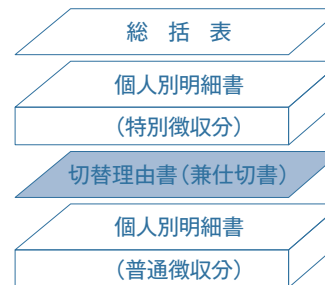 総 括 表
個人別明細書
（特別徴収分）
切替理由書（兼仕切書）
個人別明細書
（普通徴収分）